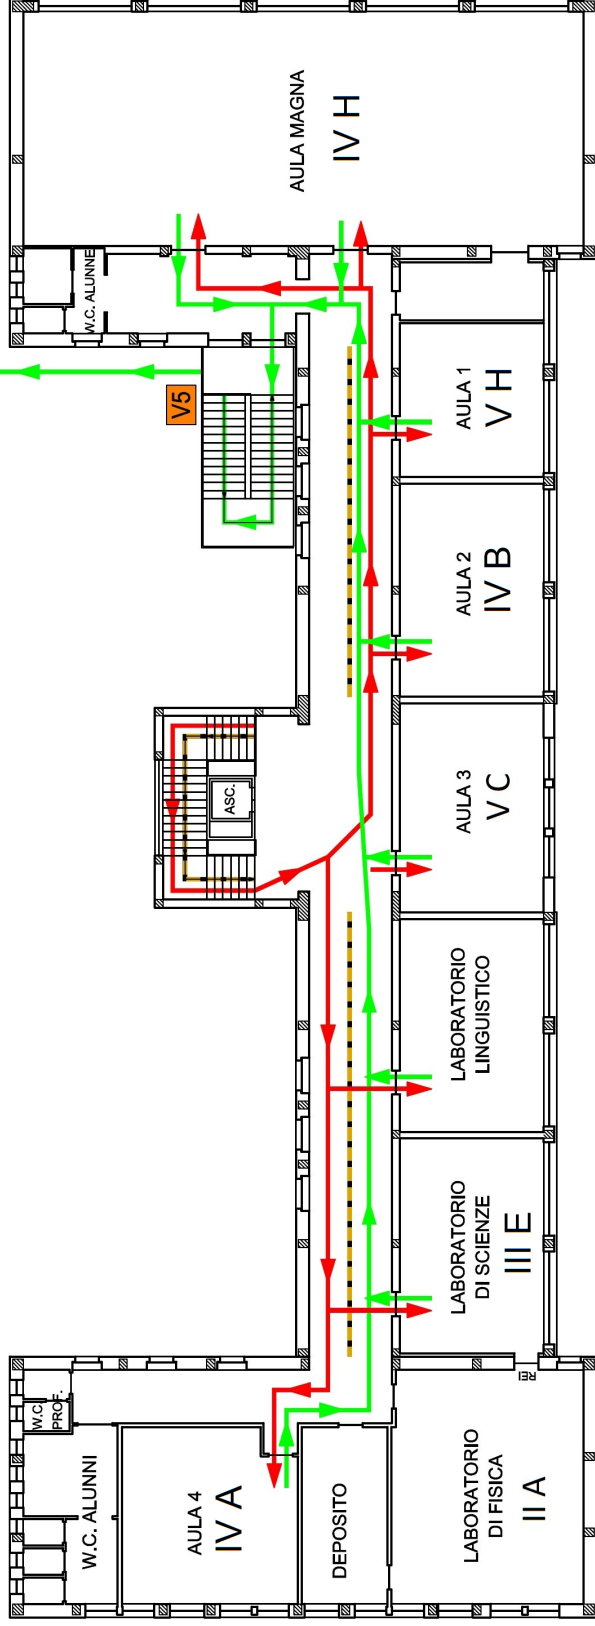 AULA MAGNA
IV H
W.C. ALUNNE
V5
AULA 1
V H
AULA 2
IV B
ASC.
AULA 3
V C
LABORATORIO
LINGUISTICO
LABORATORIO
DI SCIENZE
III E
REI
W.C.
PROF.
W.C. ALUNNI
AULA 4
IV A
DEPOSITO
LABORATORIO
DI FISICA
II A